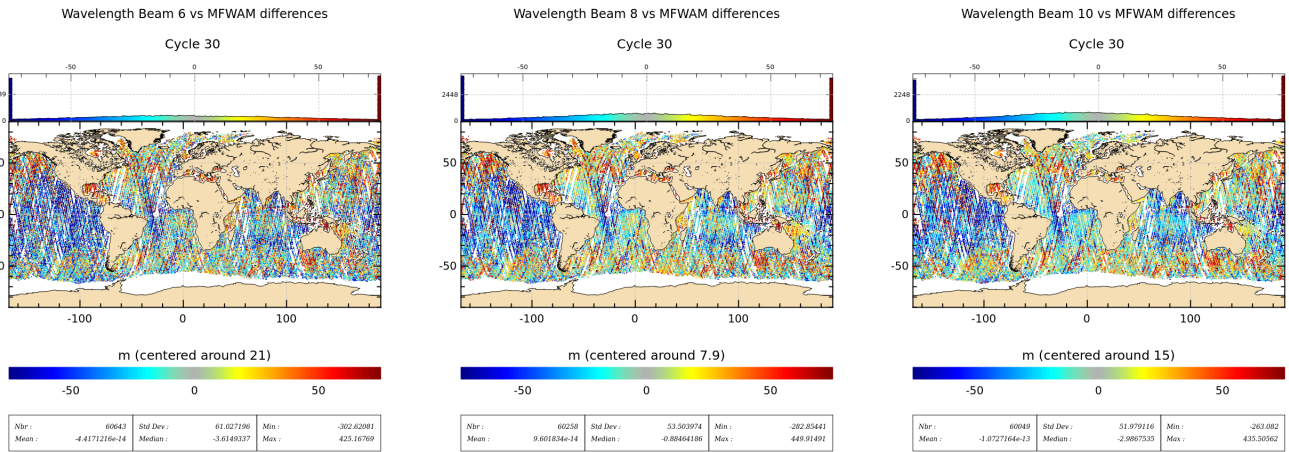 Wavelength Beam 6 vs MFWAM differences
Cycle 30
-50 0 50
0
50
0
-50
-100 0 100
m (centered around 21)
-50 0 50
Nbr : 60643 Std Dev : 61.027196 Min : -302.62081
Mean : -4.4171216e-14 Median : -3.6149337 Max : 425.16769
Wavelength Beam 8 vs MFWAM differences
Cycle 30
-50 0 50
2448
0
50
0
-50
-100 0 100
m (centered around 7.9)
-50 0 50
Nbr : 60258 Std Dev : 53.503974 Min : -282.85441
Mean : 9.601834e-14 Median : -0.88464186 Max : 449.91491
Wavelength Beam 10 vs MFWAM differences
Cycle 30
-50 0 50
2248
0
50
0
-50
-100 0 100
m (centered around 15)
-50 0 50
Nbr : 60049 Std Dev : 51.979116 Min : -263.082
Mean : -1.0727164e-13 Median : -2.9867535 Max : 435.50562